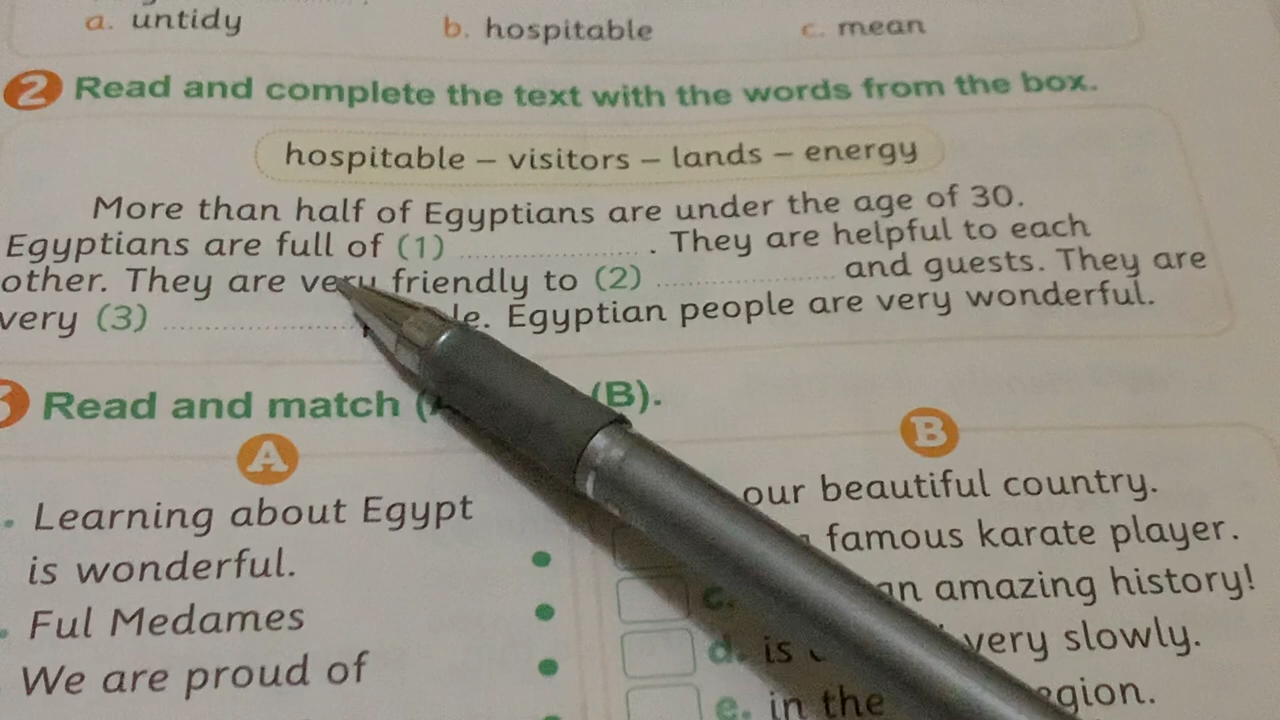 a. untidy b. hospitable c. mean
2 Read and complete the text with the words from the box.
hospitable – visitors – lands – energy
More than half of Egyptians are under the age of 30.
Egyptians are full of (1) .................... . They are helpful to each
other. They are very friendly to (2) .................... and guests. They are
very (3) .................... le. Egyptian people are very wonderful.
Read and match ( (B).
A B
Learning about Egypt
is wonderful.
Ful Medames
We are proud of
our beautiful country.
famous karate player.
c. an amazing history!
d. is very slowly.
e. in the egion.